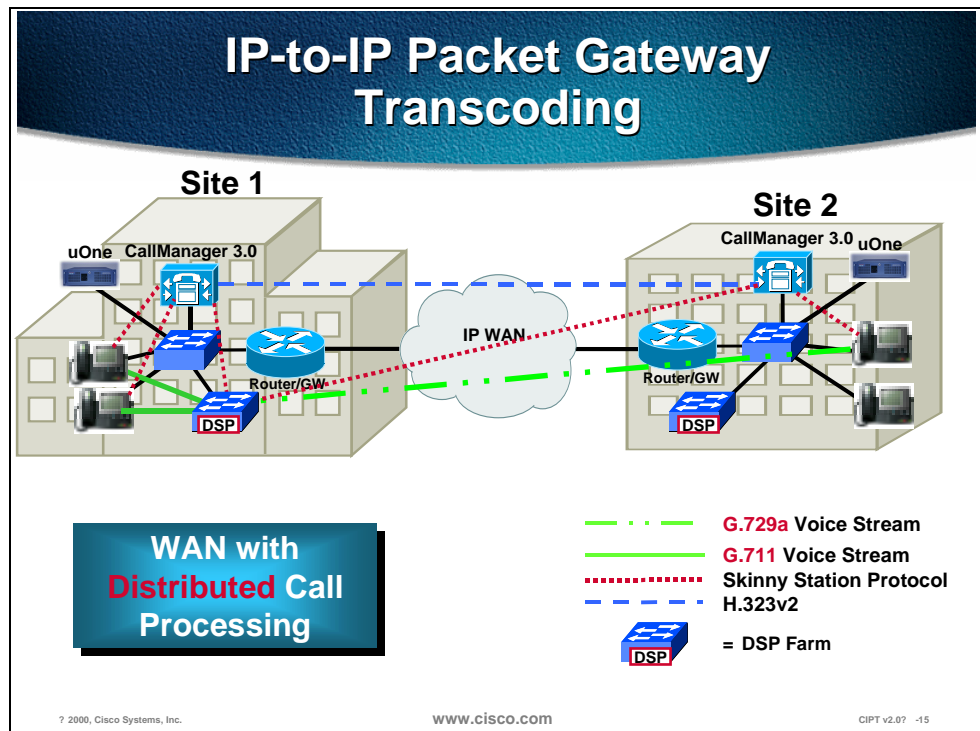 IP-to-IP Packet Gateway
Transcoding
Site 1
Site 2
uOne
CallManager 3.0
CallManager 3.0
uOne
IP WAN
Router/GW
Router/GW
DSP
DSP
WAN with
Distributed Call
Processing
G.729a Voice Stream
G.711 Voice Stream
Skinny Station Protocol
H.323v2
DSP
= DSP Farm
? 2000, Cisco Systems, Inc.
www.cisco.com
CIPT v2.0? -15